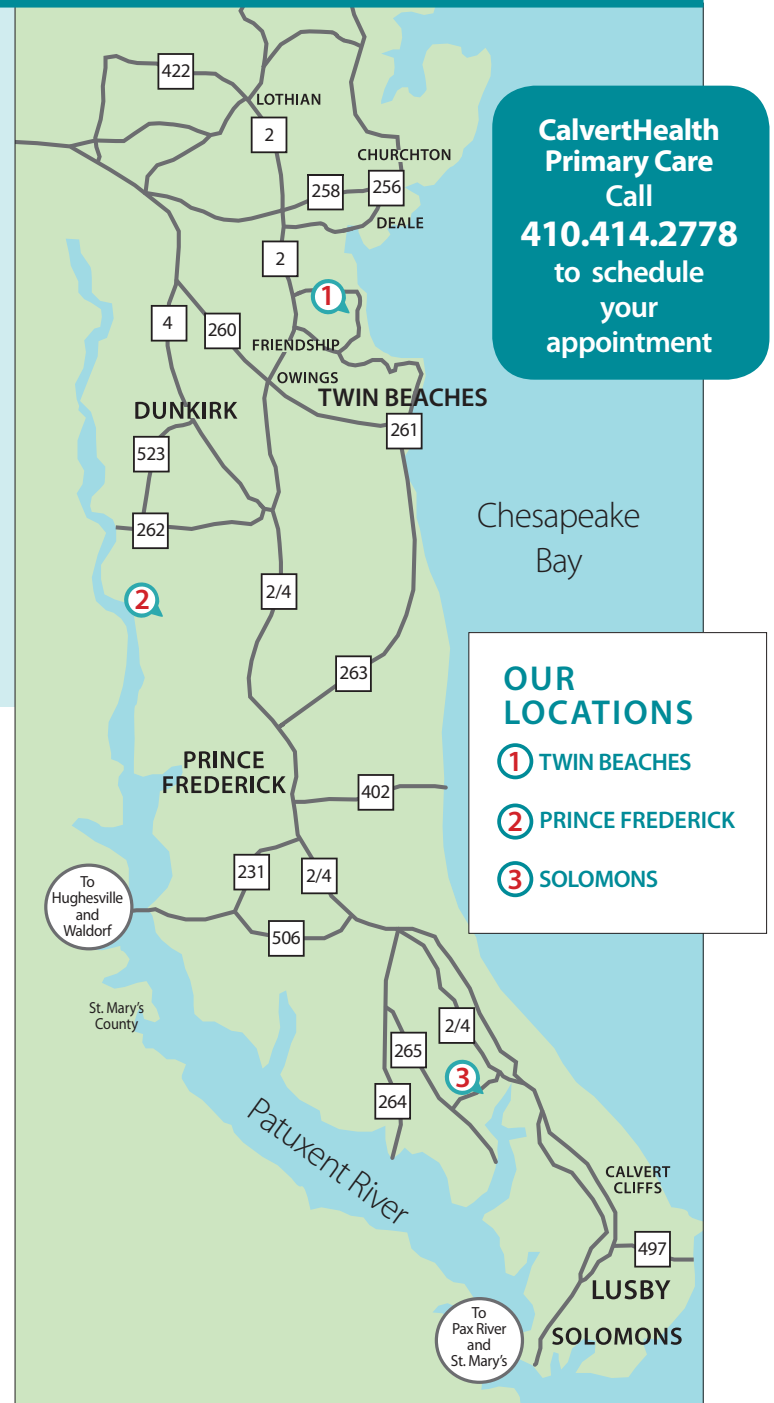 422
LOTHIAN
2
CHURCHTON
258
256
DEALE
2
1
4
260
FRIENDSHIP
OWINGS
TWIN BEACHES
DUNKIRK
261
523
262
2
2/4
263
PRINCE
FREDERICK
402
231
2/4
To
Hughesville
and
Waldorf
506
St. Mary's
County
2/4
265
3
264
Patuxent River
CALVERT
CLIFFS
497
LUSBY
SOLOMONS
To
Pax River
and
St. Mary's
Chesapeake
Bay
CalvertHealth
Primary Care
Call
410.414.2778
to schedule
your
appointment
OUR
LOCATIONS
1 TWIN BEACHES
2 PRINCE FREDERICK
3 SOLOMONS